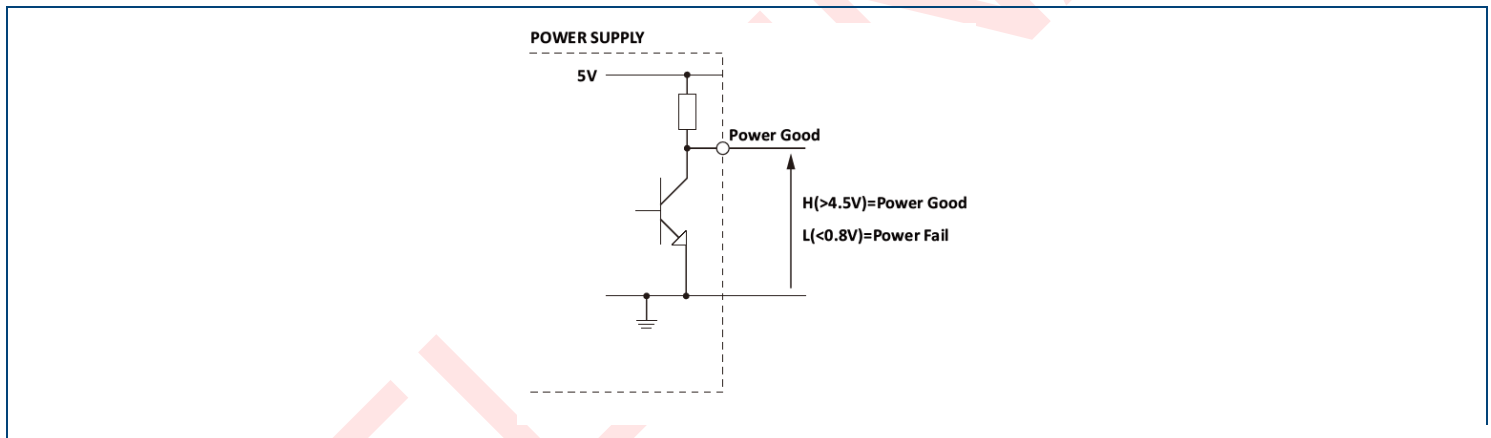 POWER SUPPLY
5V
Power Good
H(>4.5V)=Power Good
L(<0.8V)=Power Fail